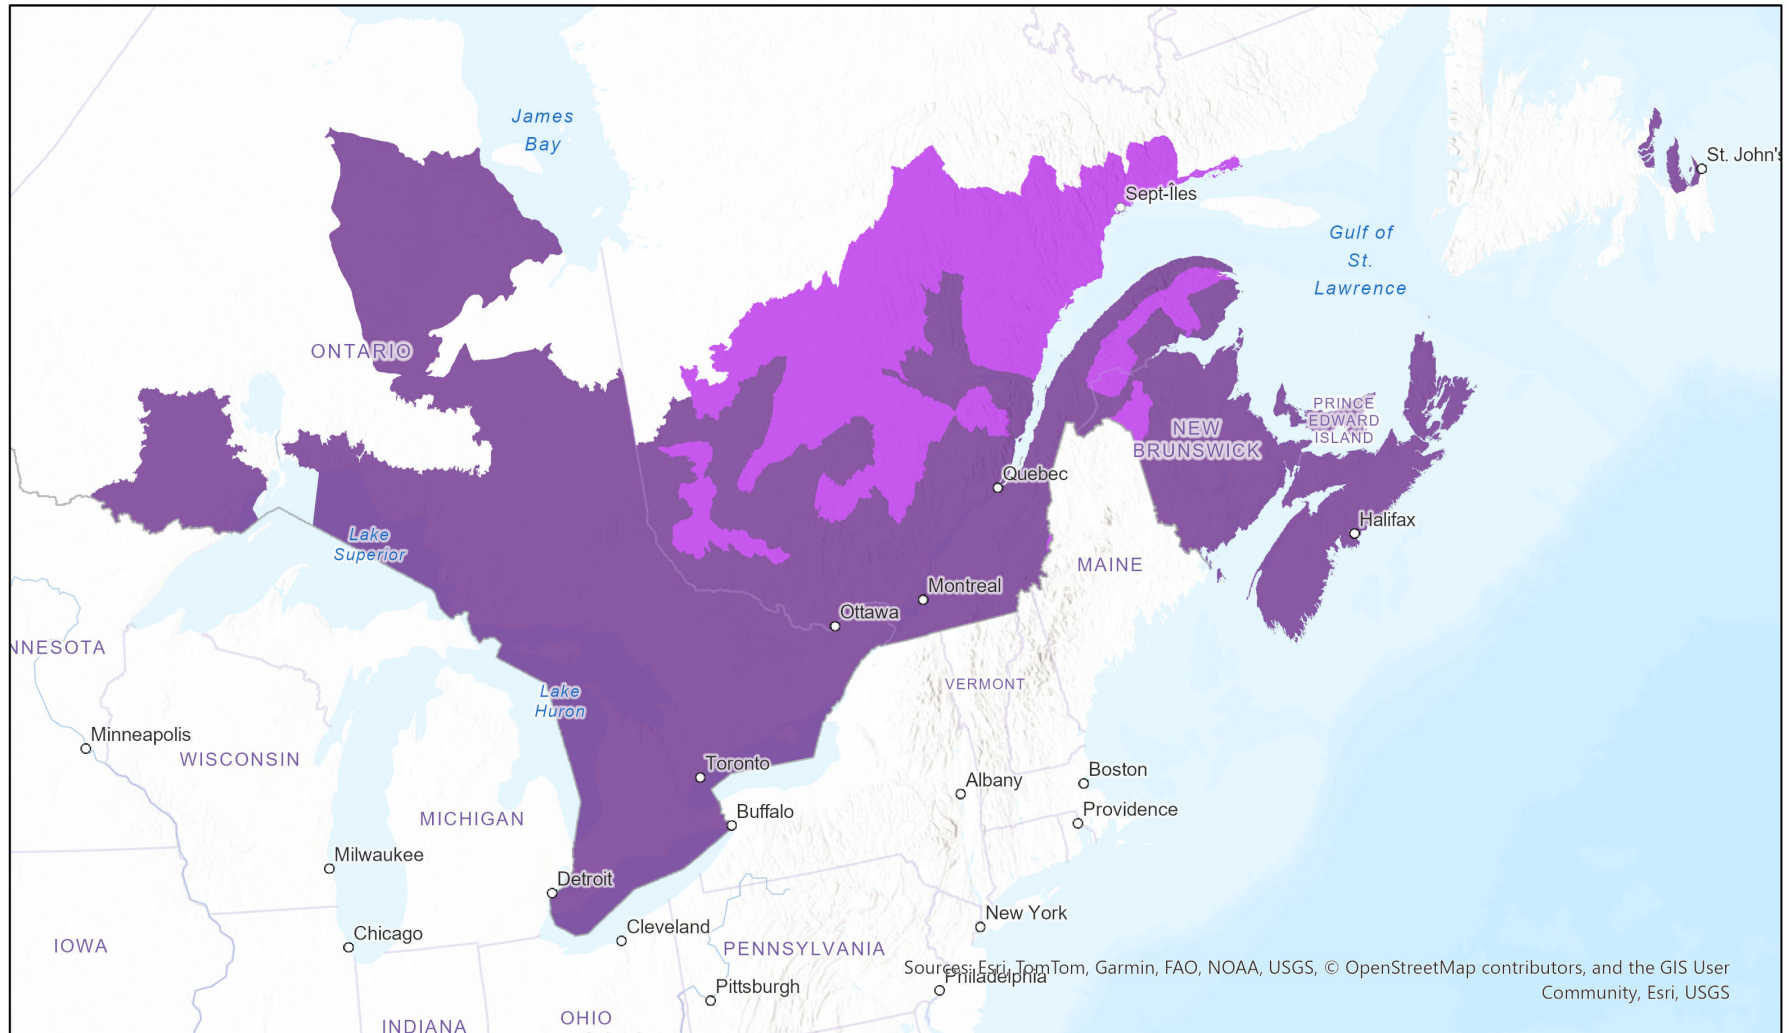 James
Bay
St. John's
Sept-Îles
Gulf of
St.
Lawrence
ONTARIO
PRINCE
EDWARD
ISLAND
NEW
BRUNSWICK
Quebec
Halifax
Lake
Superior
MAINE
Montreal
Ottawa
NNESOTA
VERMONT
Lake
Huron
Minneapolis
WISCONSIN
Toronto
Boston
Albany
Providence
Buffalo
MICHIGAN
Milwaukee
Detroit
New York
Cleveland
Chicago
IOWA
PENNSYLVANIA
Sources: Esri, TomTom, Garmin, FAO, NOAA, USGS, © OpenStreetMap contributors, and the GIS User
Community, Esri, USGS
Philadelphia
Pittsburgh
OHIO
INDIANA